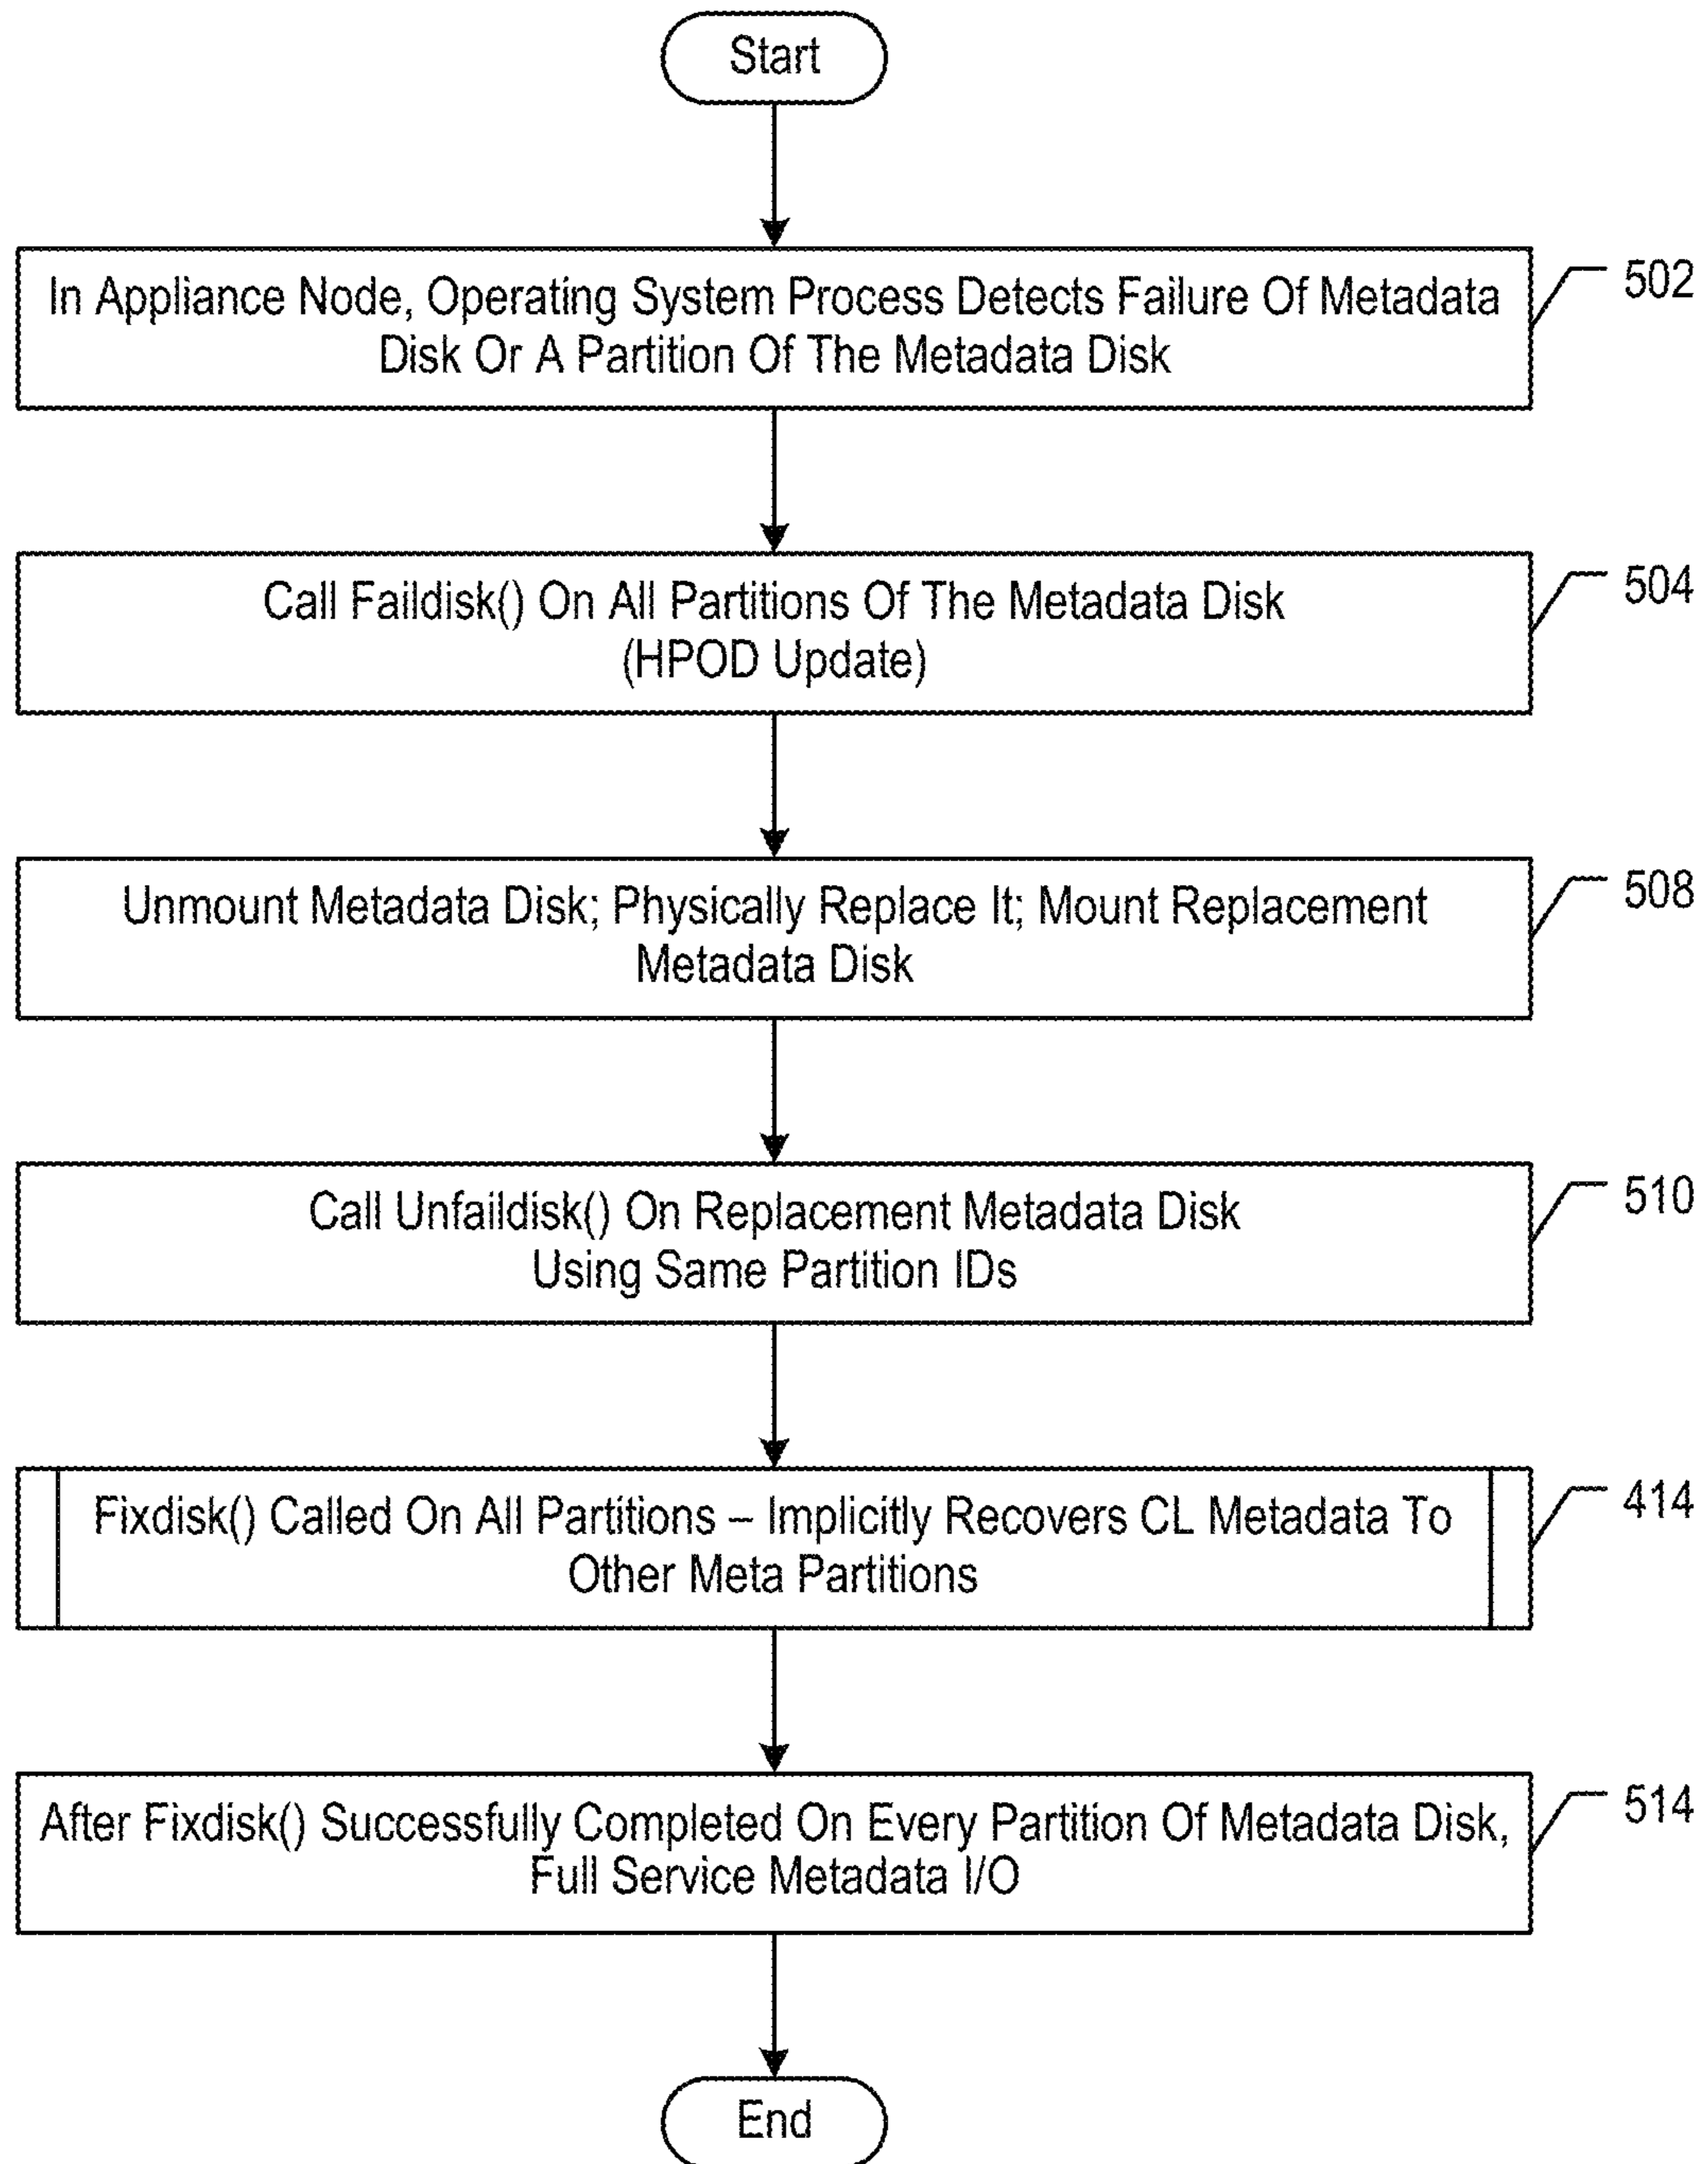 Start
In Appliance Node, Operating System Process Detects Failure Of Metadata
Disk Or A Partition Of The Metadata Disk
502
Call Faildisk() On All Partitions Of The Metadata Disk
(HPOD Update)
504
Unmount Metadata Disk; Physically Replace It; Mount Replacement
Metadata Disk
508
Call Unfaildisk() On Replacement Metadata Disk
Using Same Partition IDs
510
Fixdisk() Called On All Partitions – Implicitly Recovers CL Metadata To
Other Meta Partitions
414
After Fixdisk() Successfully Completed On Every Partition Of Metadata Disk,
Full Service Metadata I/O
514
End